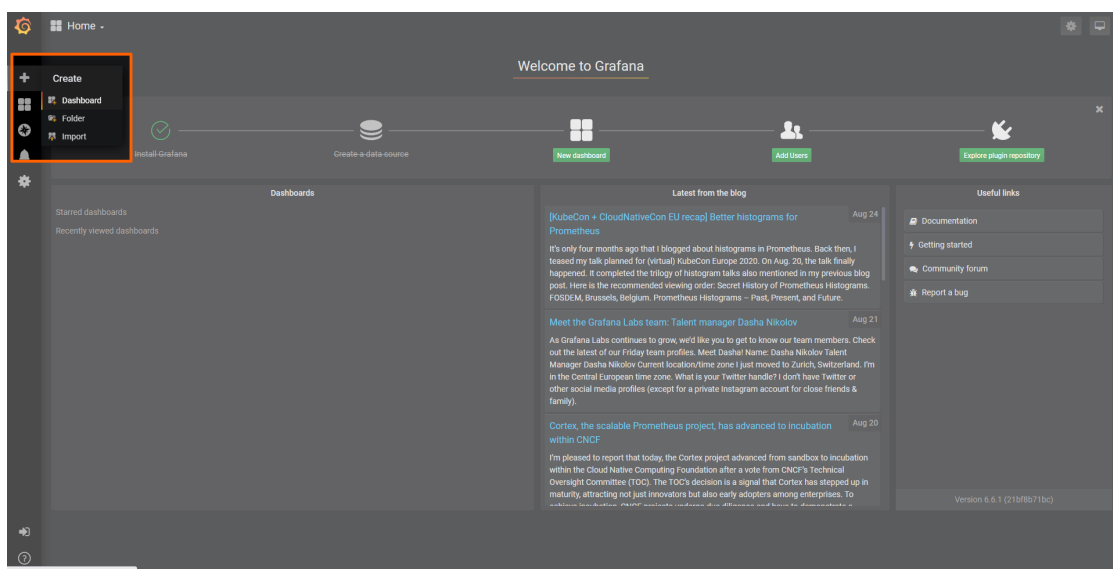 Home
Welcome to Grafana
Create
Dashboard
Folder
Import
Install Grafana
Create a data source
New dashboard
Add Users
Explore plugin repository
Dashboards
Starred dashboards
Recently viewed dashboards
Latest from the blog
[KubeCon + CloudNativeCon EU recap] Better histograms for
Prometheus
Aug 24
It's only four months ago that I blogged about histograms in Prometheus. Back then, I
teased my talk planned for (virtual) KubeCon Europe 2020. On Aug. 20, the talk finally
happened. It completed the trilogy of histogram talks also mentioned in my previous blog
post. Here is the recommended viewing order: Secret History of Prometheus Histograms.
FOSDEM, Brussels, Belgium. Prometheus Histograms – Past, Present, and Future.
Meet the Grafana Labs team: Talent manager Dasha Nikolov
Aug 21
As Grafana Labs continues to grow, we'd like you to get to know our team members. Check
out the latest of our Friday team profiles. Meet Dasha! Name: Dasha Nikolov Talent
Manager Dasha Nikolov Current location/time zone I just moved to Zurich, Switzerland. I'm
in the Central European time zone. What is your Twitter handle? I don't have Twitter or
other social media profiles (except for a private Instagram account for close friends &
family).
Cortex, the scalable Prometheus project, has advanced to incubation
within CNCF
Aug 20
I'm pleased to report that today, the Cortex project advanced from sandbox to incubation
within the Cloud Native Computing Foundation after a vote from CNCF's Technical
Oversight Committee (TOC). The TOC's decision is a signal that Cortex has stepped up in
maturity, attracting not just innovators but also early adopters among enterprises. To
Useful links
Documentation
Getting started
Community forum
Report a bug
Version 6.6.1 (21bf8b71bc)